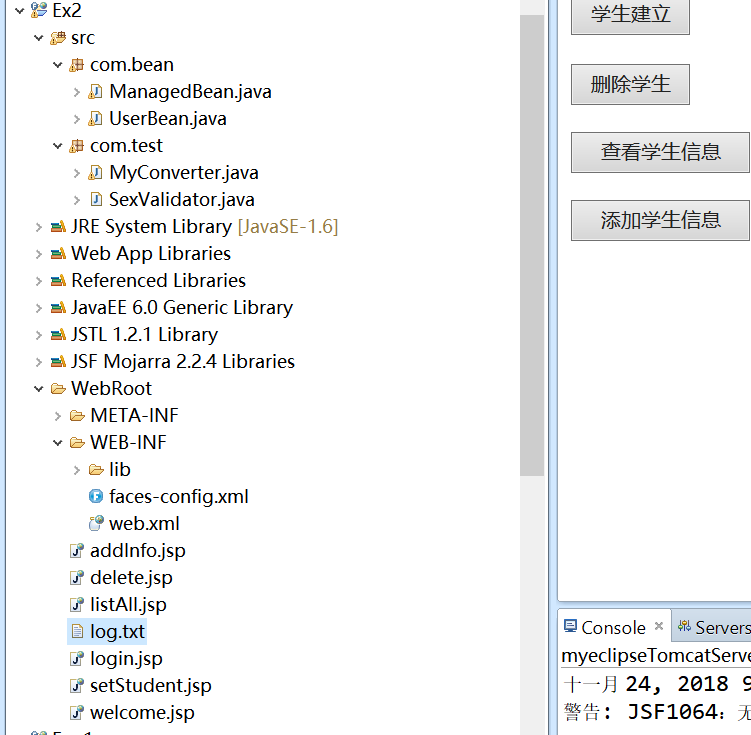 Ex2
src
com.bean
ManagedBean.java
UserBean.java
com.test
MyConverter.java
SexValidator.java
JRE System Library [JavaSE-1.6]
Web App Libraries
Referenced Libraries
JavaEE 6.0 Generic Library
JSTL 1.2.1 Library
JSF Mojarra 2.2.4 Libraries
WebRoot
META-INF
WEB-INF
lib
faces-config.xml
web.xml
addInfo.jsp
delete.jsp
listAll.jsp
log.txt
login.jsp
setStudent.jsp
welcome.jsp
学生建立
删除学生
查看学生信息
添加学生信息
Console
Servers
myeclipseTomcatServe
十一月 24, 2018 9
警告: JSF1064: 无